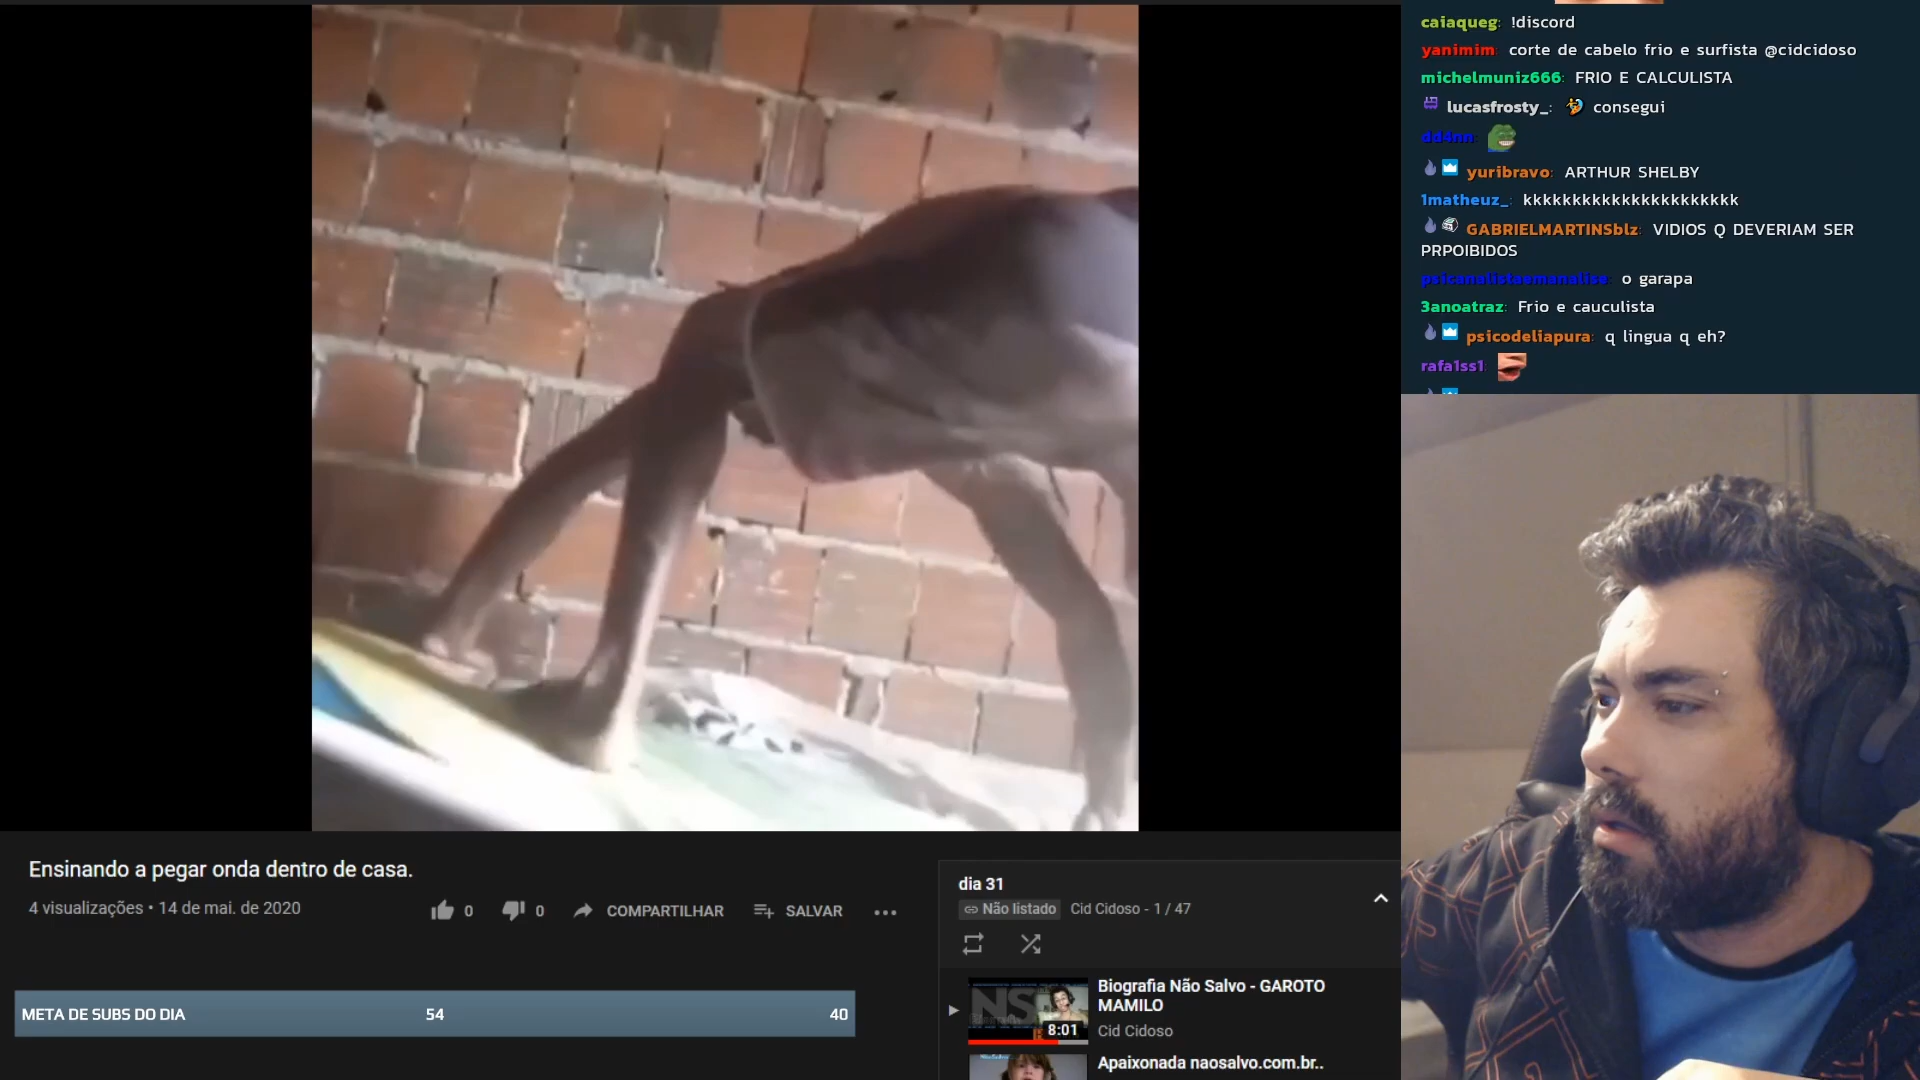 caiaqueg: !discord
yanimim: corte de cabelo frio e surfista @cidcidoso
michelmuniz666: FRIO E CALCULISTA
lucasfrosty_: consegui
dd4nn:
yuribravo: ARTHUR SHELBY
1matheuz_: kkkkkkkkkkkkkkkkkkkkkk
GABRIELMARTINSblz: VIDIOS Q DEVERIAM SER
PRPOIBIDOS
psicanalistaemanalise: o garapa
3anoatraz: Frio e cauculista
psicodeliapura: q lingua q eh?
rafa1ss1:
Ensinando a pegar onda dentro de casa.
4 visualizações • 14 de mai. de 2020
0
0
COMPARTILHAR
SALVAR
META DE SUBS DO DIA 54 40
dia 31
Não listado Cid Cidoso - 1 / 47
Biografia Não Salvo - GAROTO
MAMILO
8:01
Cid Cidoso
Apaixonada naosalvo.com.br..